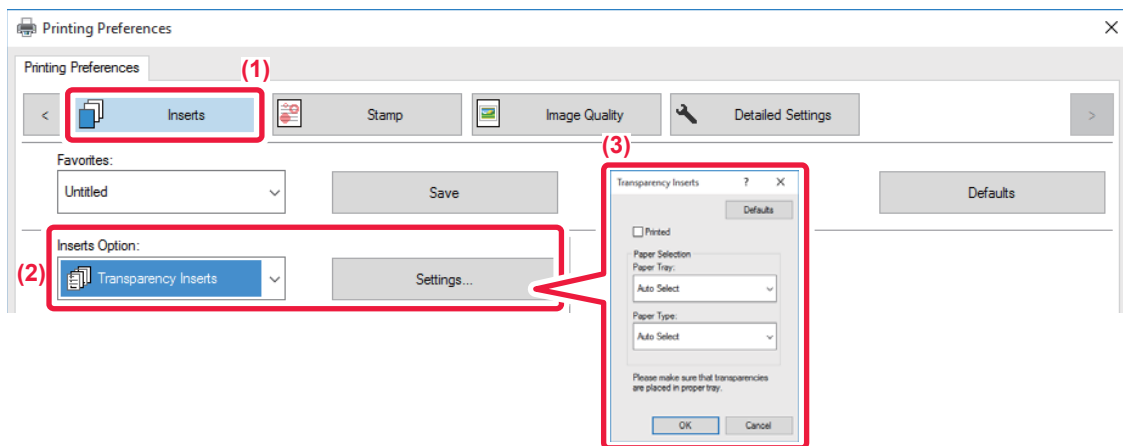 Printing Preferences
Printing Preferences
(1)
< Inserts Stamp Image Quality Detailed Settings >
(3)
Favorites:
Untitled Save Defaults
Inserts Option:
(2) Transparency Inserts Settings...
Transparency Inserts ? ×
Defaults
Printed
Paper Selection
Paper Tray:
Auto Select
Paper Type:
Auto Select
Please make sure that transparencies
are placed in proper tray.
OK Cancel